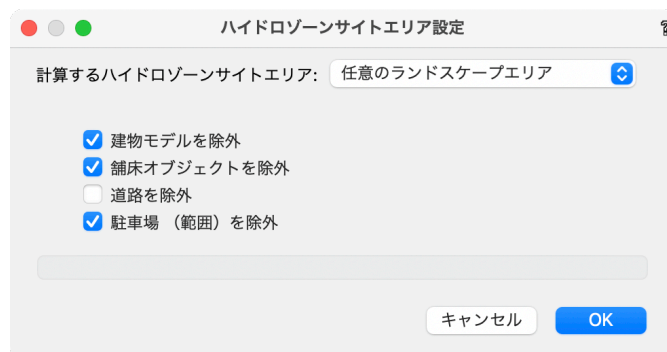 ハイドロゾーンサイトエリア設定
計算するハイドロゾーンサイトエリア: 任意のランドスケープエリア
建物モデルを除外
舗床オブジェクトを除外
道路を除外
駐車場 （範囲）を除外
キャンセル OK